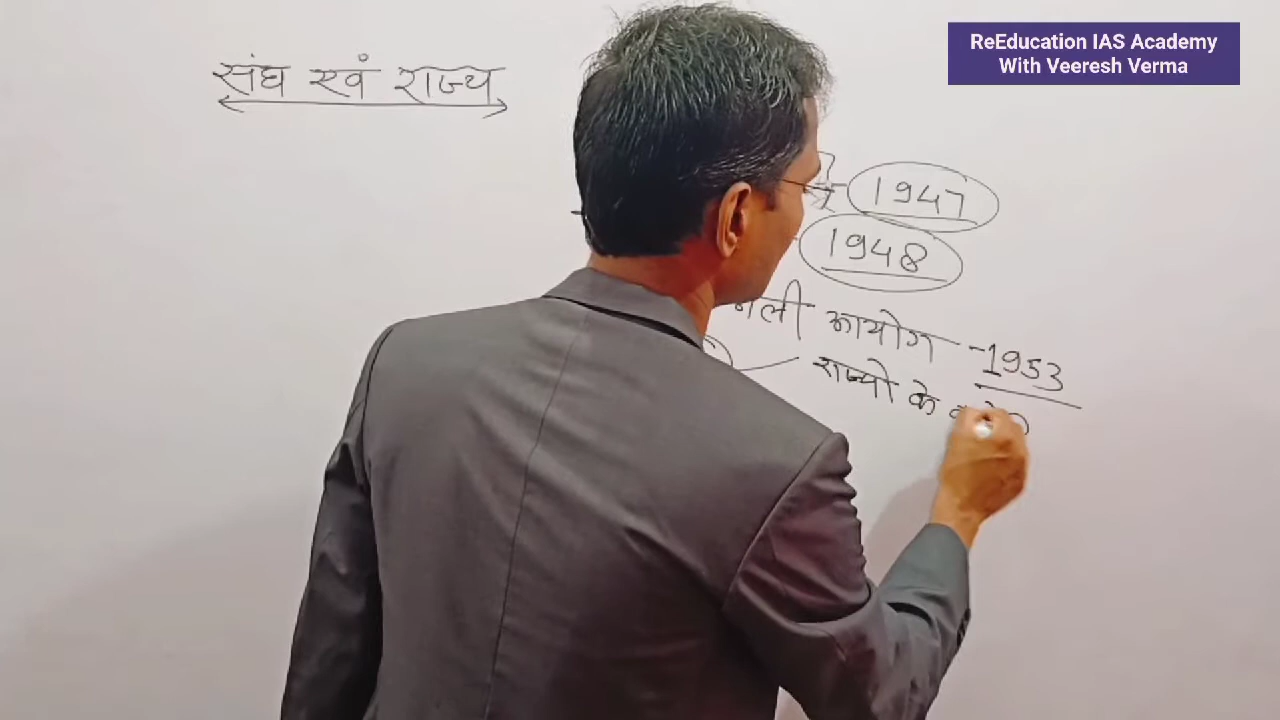 ReEducation IAS Academy
With Veeresh Verma
संघ एवं राज्य
1947
1948
आयोग - 1953
राज्यो के